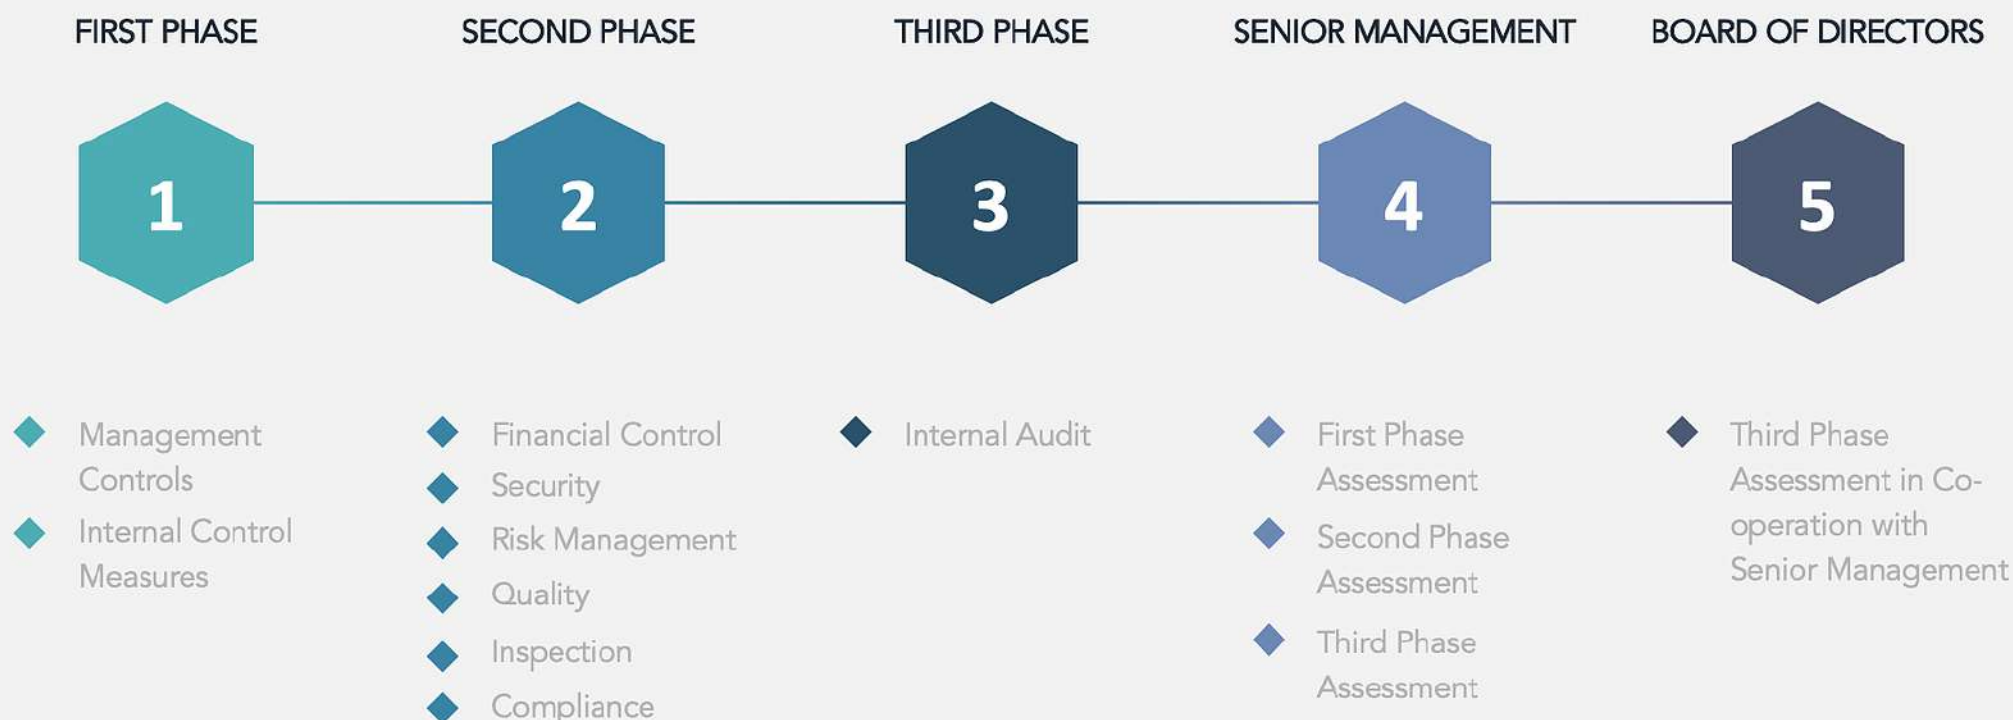 FIRST PHASE
SECOND PHASE
THIRD PHASE
SENIOR MANAGEMENT
BOARD OF DIRECTORS
1
2
3
4
5
Management
Controls
Internal Control
Measures
Financial Control
Security
Risk Management
Quality
Inspection
Compliance
Internal Audit
First Phase
Assessment
Second Phase
Assessment
Third Phase
Assessment
Third Phase
Assessment in Co-
operation with
Senior Management